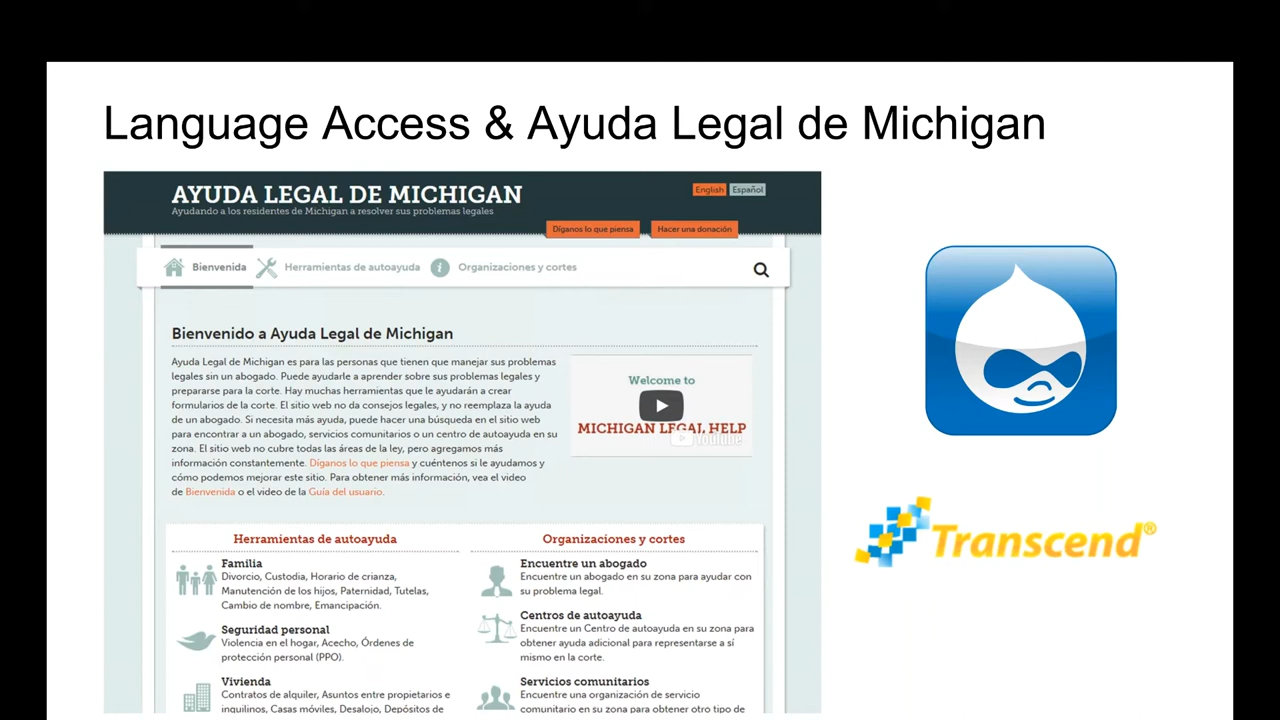 Language Access & Ayuda Legal de Michigan
AYUDA LEGAL DE MICHIGAN
Ayudando a los residentes de Michigan a resolver sus problemas legales
English Español
Díganos lo que piensa Hacer una donación
Bienvenida Herramientas de autoayuda Organizaciones y cortes
Bienvenido a Ayuda Legal de Michigan
Ayuda Legal de Michigan es para las personas que tienen que manejar sus problemas
legales sin un abogado. Puede ayudarle a aprender sobre sus problemas legales y
prepararse para la corte. Hay muchas herramientas que le ayudarán a crear
formularios de la corte. El sitio web no da consejos legales, y no reemplaza la ayuda
de un abogado. Si necesita más ayuda, puede hacer una búsqueda en el sitio web
para encontrar a un abogado, servicios comunitarios o un centro de autoayuda en su
zona. El sitio web no cubre todas las áreas de la ley, pero agregamos más
información constantemente. Díganos lo que piensa y cuéntenos si le ayudamos y
cómo podemos mejorar este sitio. Para obtener más información, vea el video
de Bienvenida o el video de la Guía del usuario.
Welcome to
MICHIGAN LEGAL HELP
YouTube
Herramientas de autoayuda
Familia
Divorcio, Custodia, Horario de crianza,
Manutención de los hijos, Paternidad, Tutelas,
Cambio de nombre, Emancipación.
Seguridad personal
Violencia en el hogar, Acecho, Órdenes de
protección personal (PPO).
Vivienda
Contratos de alquiler, Asuntos entre propietarios e
inquilinos, Casas móviles, Desalojo, Depósitos de
Organizaciones y cortes
Encuentre un abogado
Encuentre un abogado en su zona para ayudar con
su problema legal.
Centros de autoayuda
Encuentre un Centro de autoayuda en su zona para
obtener ayuda adicional para representarse a sí
mismo en la corte.
Servicios comunitarios
Encuentre una organización de servicio
comunitario en su zona para obtener otro tipo de
Transcend®